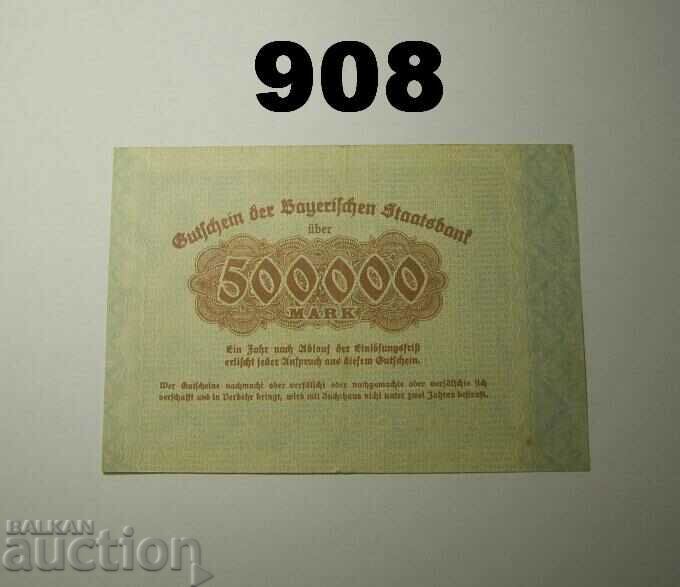 908
Gutschein der Bayerischen Staatsbank
über
500000
MARK
Ein Jahr nach Ablauf der Einlösungsfrist
erlischt jeder Anspruch aus diesem Gutschein.
Wer Gutscheine nachmacht oder verfälscht oder nachgemachte oder verfälschte sich
verschafft und in Verkehr bringt, wird mit Zuchthaus nicht unter zwei Jahren bestraft.
BALKAN
auction